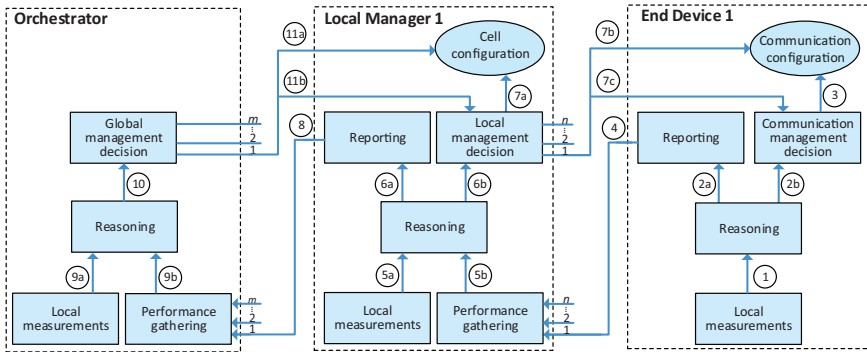 Orchestrator
Global
management
decision
m
2
1
10
Reasoning
9a
9b
Local
measurements
Performance
gathering
m
2
1
11a
11b
8
Local Manager 1
Cell
configuration
7a
Reporting
Local
management
decision
n
2
1
6a
6b
Reasoning
5a
5b
Local
measurements
Performance
gathering
n
2
1
7b
7c
4
End Device 1
Communication
configuration
3
Reporting
Communication
management
decision
2a
2b
Reasoning
1
Local
measurements